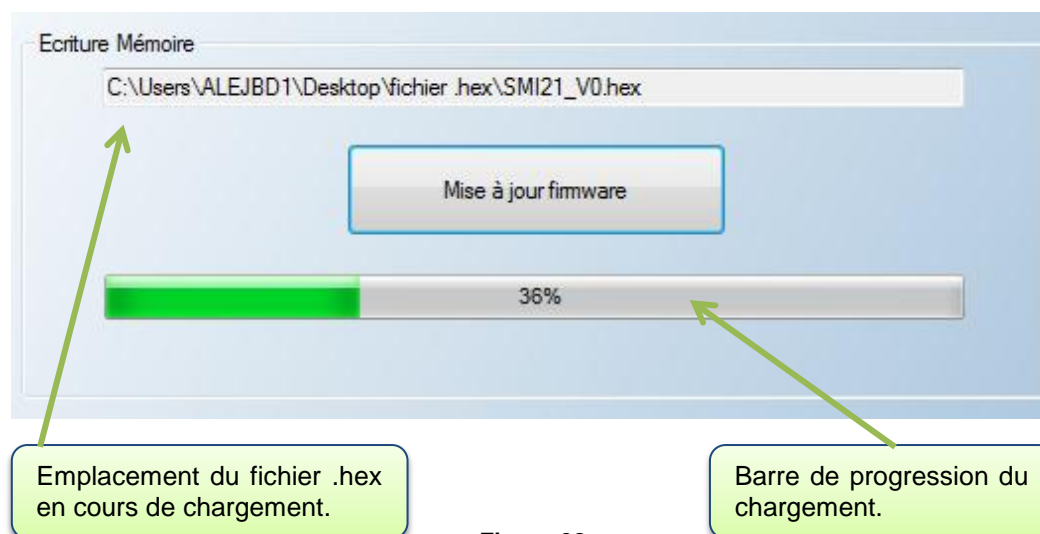 Ecriture Mémoire
C:\Users\ALEJBD1\Desktop\fichier .hex\SMI21_V0.hex
Mise à jour firmware
36%
Emplacement du fichier .hex
en cours de chargement.
Barre de progression du
chargement.